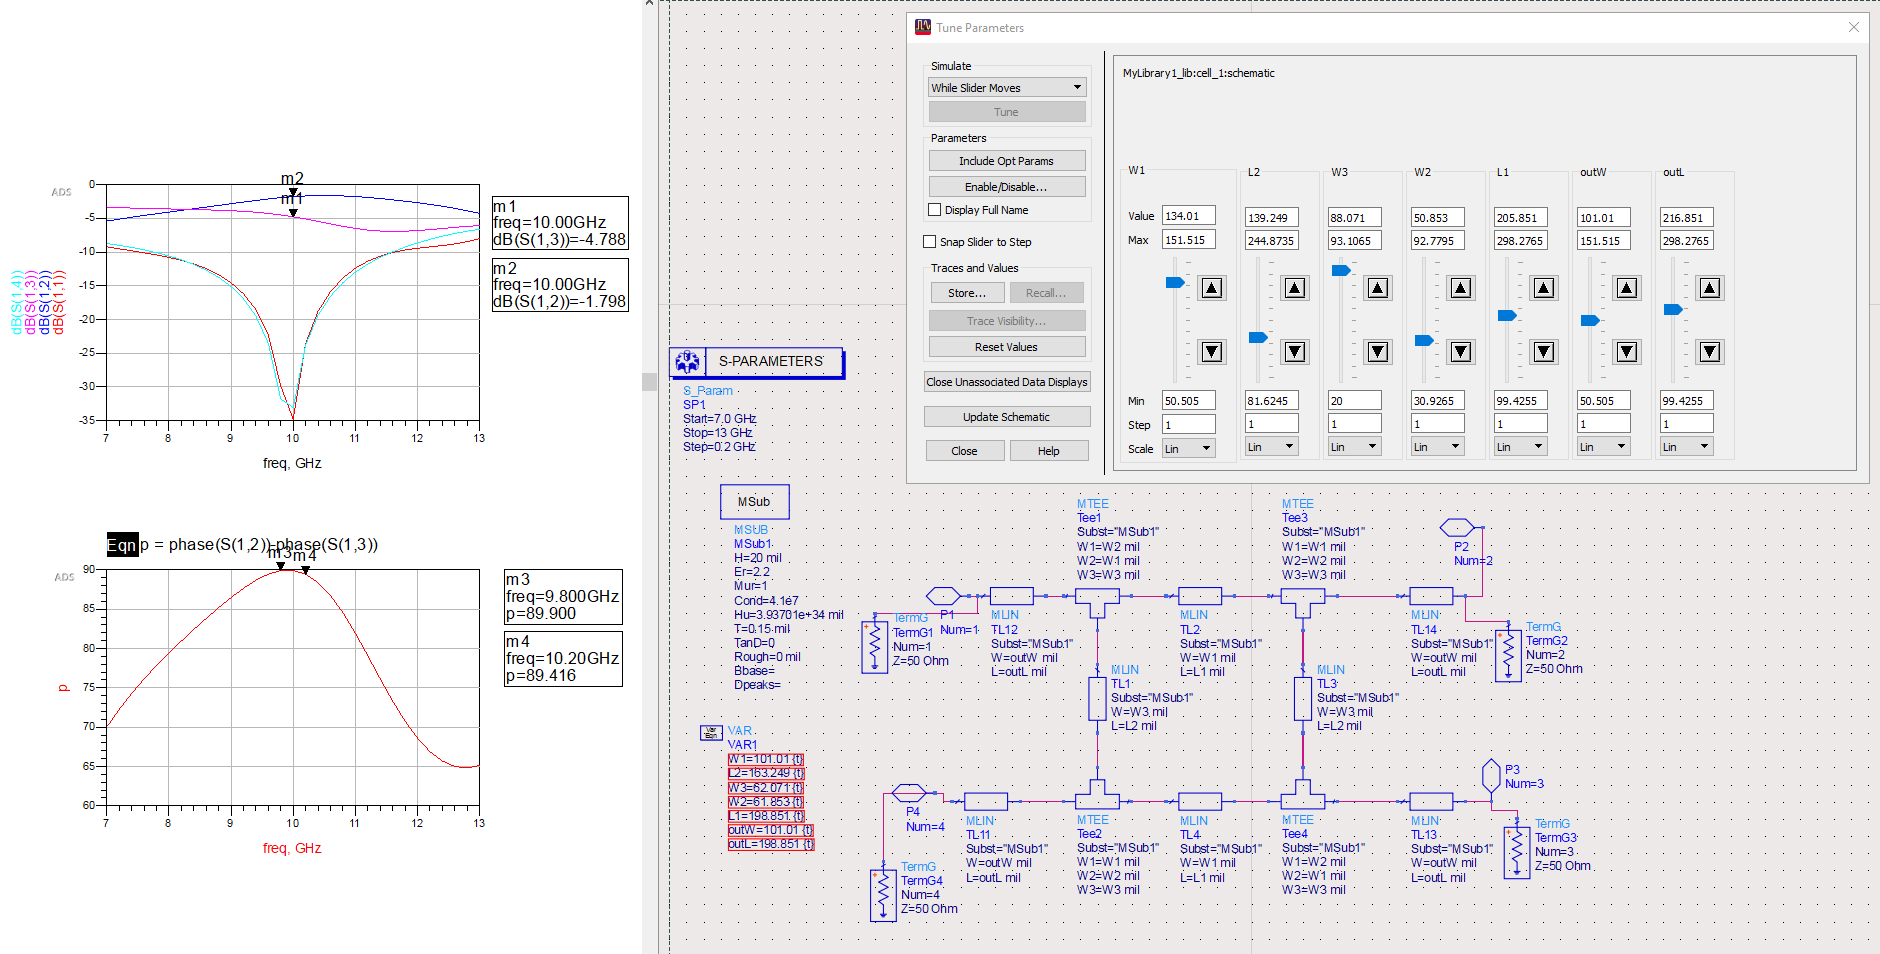 ADS
m2
m1
0
-5
-10
-15
-20
-25
-30
-35
7
8
9
10
11
12
13
freq, GHz
dB(S(1,4))
dB(S(1,3))
dB(S(1,2))
dB(S(1,1))
m1
freq=10.00GHz
dB(S(1,3))=-4.788
m2
freq=10.00GHz
dB(S(1,2))=-1.798
Eqn p = phase(S(1,2))-phase(S(1,3))
m3 m4
ADS
90
85
80
75
70
65
60
p
7
8
9
10
11
12
13
freq, GHz
m3
freq=9.800GHz
p=89.900
m4
freq=10.20GHz
p=89.416
Tune Parameters
Simulate
While Slider Moves
Tune
Parameters
Include Opt Params
Enable/Disable...
Display Full Name
Snap Slider to Step
Traces and Values
Store... Recall...
Trace Visibility...
Reset Values
Close Unassociated Data Displays
Update Schematic
Close Help
MyLibrary1_lib:cell_1:schematic
W1 L2 W3 W2 L1 outW outL
Value 134.01 139.249 88.071 50.853 205.851 101.01 216.851
Max 151.515 244.8735 93.1065 92.7795 298.2765 151.515 298.2765
Min 50.505 81.6245 20 30.9265 99.4255 50.505 99.4255
Step 1 1 1 1 1 1 1
Scale Lin Lin Lin Lin Lin Lin Lin
S-PARAMETERS
S_Param
SP1
Start=7.0 GHz
Stop=13 GHz
Step=0.2 GHz
MSub
MSUB
MSub1
H=20 mil
Er=2.2
Mur=1
Cond=4.1e7
Hu=3.93701e+34 mil
T=0.15 mil
TanD=0
Rough=0 mil
Bbase=
Dpeaks=
Var
Eqn
VAR
VAR1
W1=101.01 {t}
L2=163.249 {t}
W3=62.071 {t}
W2=61.853 {t}
L1=198.851 {t}
outW=101.01 {t}
outL=198.851 {t}
MTEE
Tee1
Subst="MSub1"
W1=W2 mil
W2=W1 mil
W3=W3 mil
MTEE
Tee3
Subst="MSub1"
W1=W1 mil
W2=W2 mil
W3=W3 mil
P2
Num=2
P1
Num=1
TermG
TermG1
Num=1
Z=50 Ohm
MLIN
TL12
Subst="MSub1"
W=outW mil
L=outL mil
MLIN
TL2
Subst="MSub1"
W=W1 mil
L=L1 mil
MLIN
TL14
Subst="MSub1"
W=outW mil
L=outL mil
TermG
TermG2
Num=2
Z=50 Ohm
MLIN
TL1
Subst="MSub1"
W=W3 mil
L=L2 mil
MLIN
TL3
Subst="MSub1"
W=W3 mil
L=L2 mil
P4
Num=4
P3
Num=3
TermG
TermG4
Num=4
Z=50 Ohm
MLIN
TL11
Subst="MSub1"
W=outW mil
L=outL mil
MTEE
Tee2
Subst="MSub1"
W1=W1 mil
W2=W2 mil
W3=W3 mil
MLIN
TL4
Subst="MSub1"
W=W1 mil
L=L1 mil
MTEE
Tee4
Subst="MSub1"
W1=W2 mil
W2=W1 mil
W3=W3 mil
MLIN
TL13
Subst="MSub1"
W=outW mil
L=outL mil
TermG
TermG3
Num=3
Z=50 Ohm